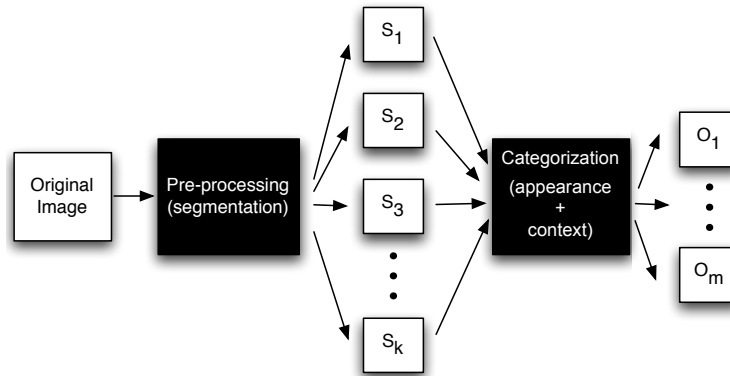 Original
Image
Pre-processing
(segmentation)
S1
S2
S3
Sk
Categorization
(appearance
+
context)
O1
Om